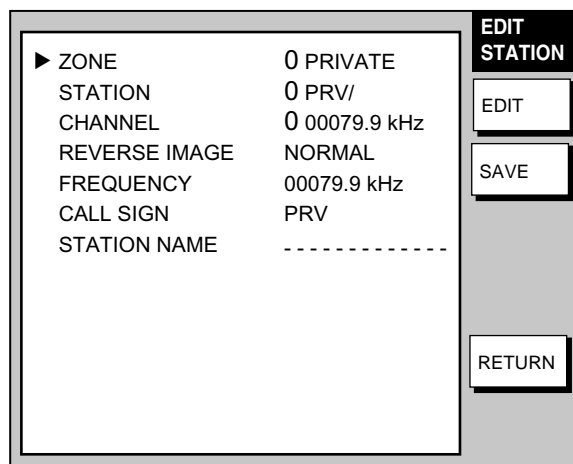 ▶ ZONE 0 PRIVATE
STATION 0 PRV/
CHANNEL 0 00079.9 kHz
REVERSE IMAGE NORMAL
FREQUENCY 00079.9 kHz
CALL SIGN PRV
STATION NAME - - - - - - - - - - - - -
EDIT
STATION
EDIT
SAVE
RETURN